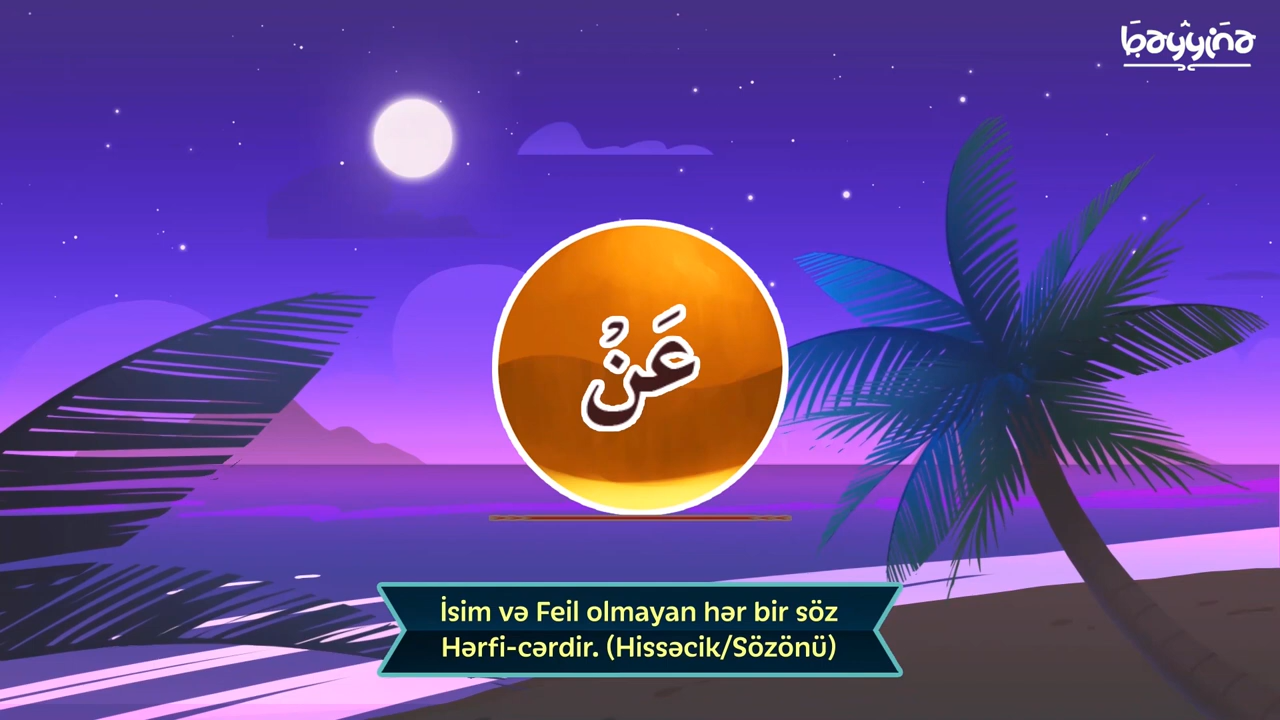 bayyina
عَنْ
İsim və Feil olmayan hər bir söz
Hərfi-cərdir. (Hissəcik/Sözönü)